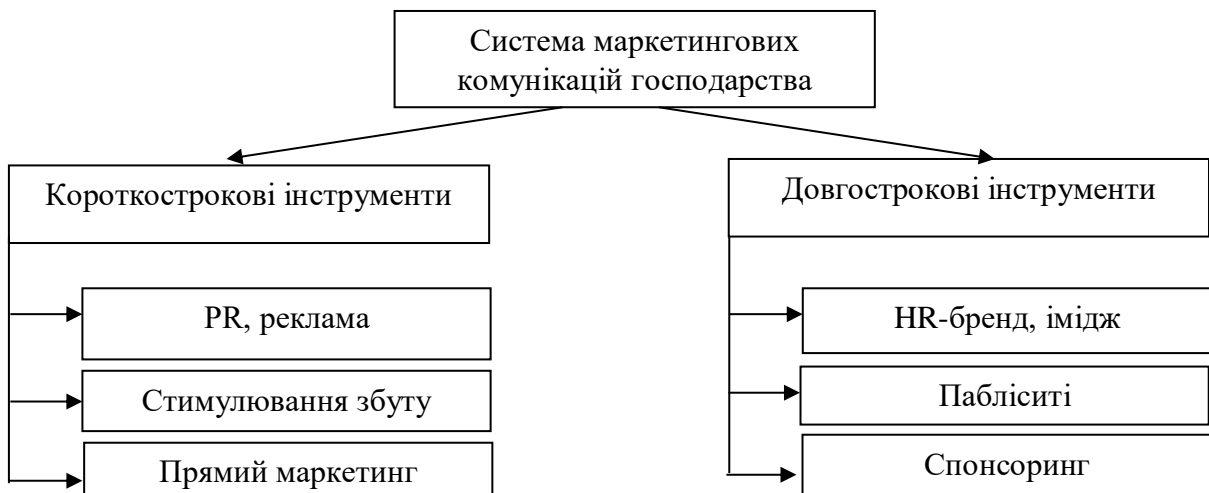 Система маркетингових
комунікацій господарства
Короткострокові інструменти
Довгострокові інструменти
PR, реклама
HR-бренд, імідж
Стимулювання збуту
Пабліситі
Прямий маркетинг
Спонсоринг